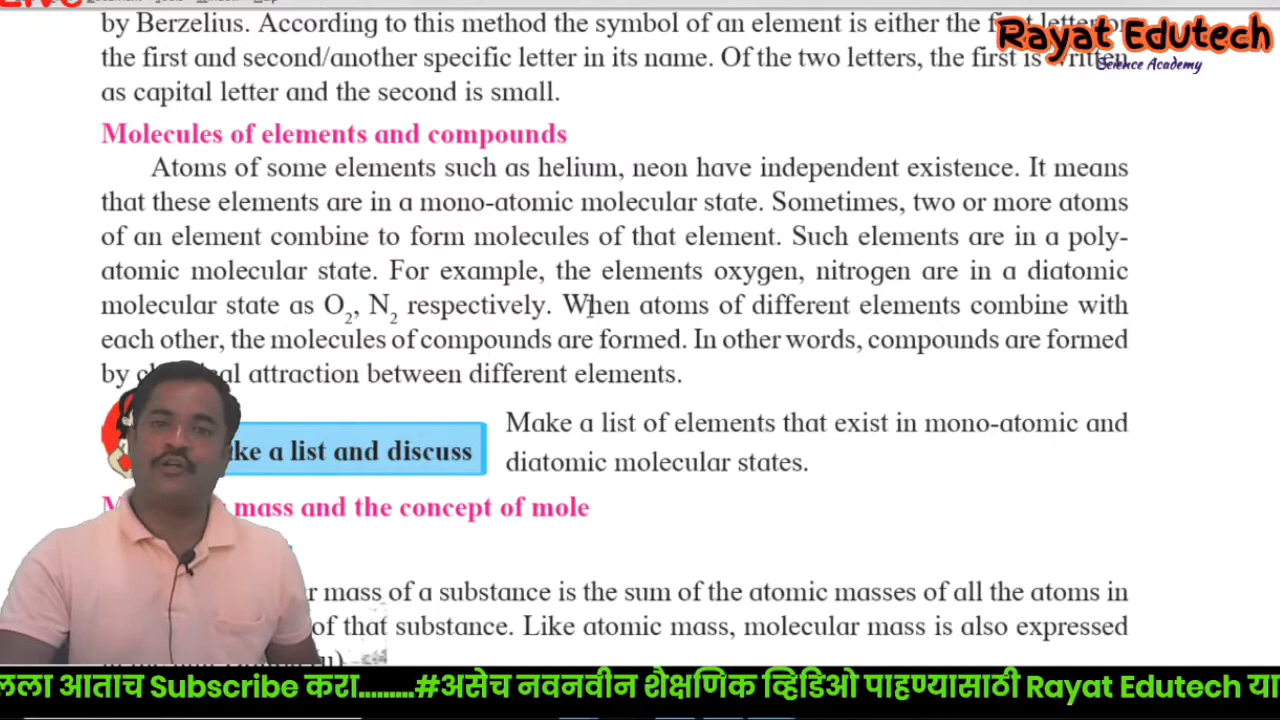 by Berzelius. According to this method the symbol of an element is either the first letter or
Rayat Edutech
the first and second/another specific letter in its name. Of the two letters, the first is written
Science Academy
as capital letter and the second is small.
Molecules of elements and compounds
Atoms of some elements such as helium, neon have independent existence. It means
that these elements are in a mono-atomic molecular state. Sometimes, two or more atoms
of an element combine to form molecules of that element. Such elements are in a poly-
atomic molecular state. For example, the elements oxygen, nitrogen are in a diatomic
molecular state as O₂, N₂ respectively. When atoms of different elements combine with
each other, the molecules of compounds are formed. In other words, compounds are formed
by attraction between different elements.
Make a list of elements that exist in mono-atomic and
a list and discuss
diatomic molecular states.
mass and the concept of mole
mass of a substance is the sum of the atomic masses of all the atoms in
of that substance. Like atomic mass, molecular mass is also expressed
आताच Subscribe करा.........#असेच नवनवीन शैक्षणिक व्हिडिओ पाहण्यासाठी Rayat Edutech या